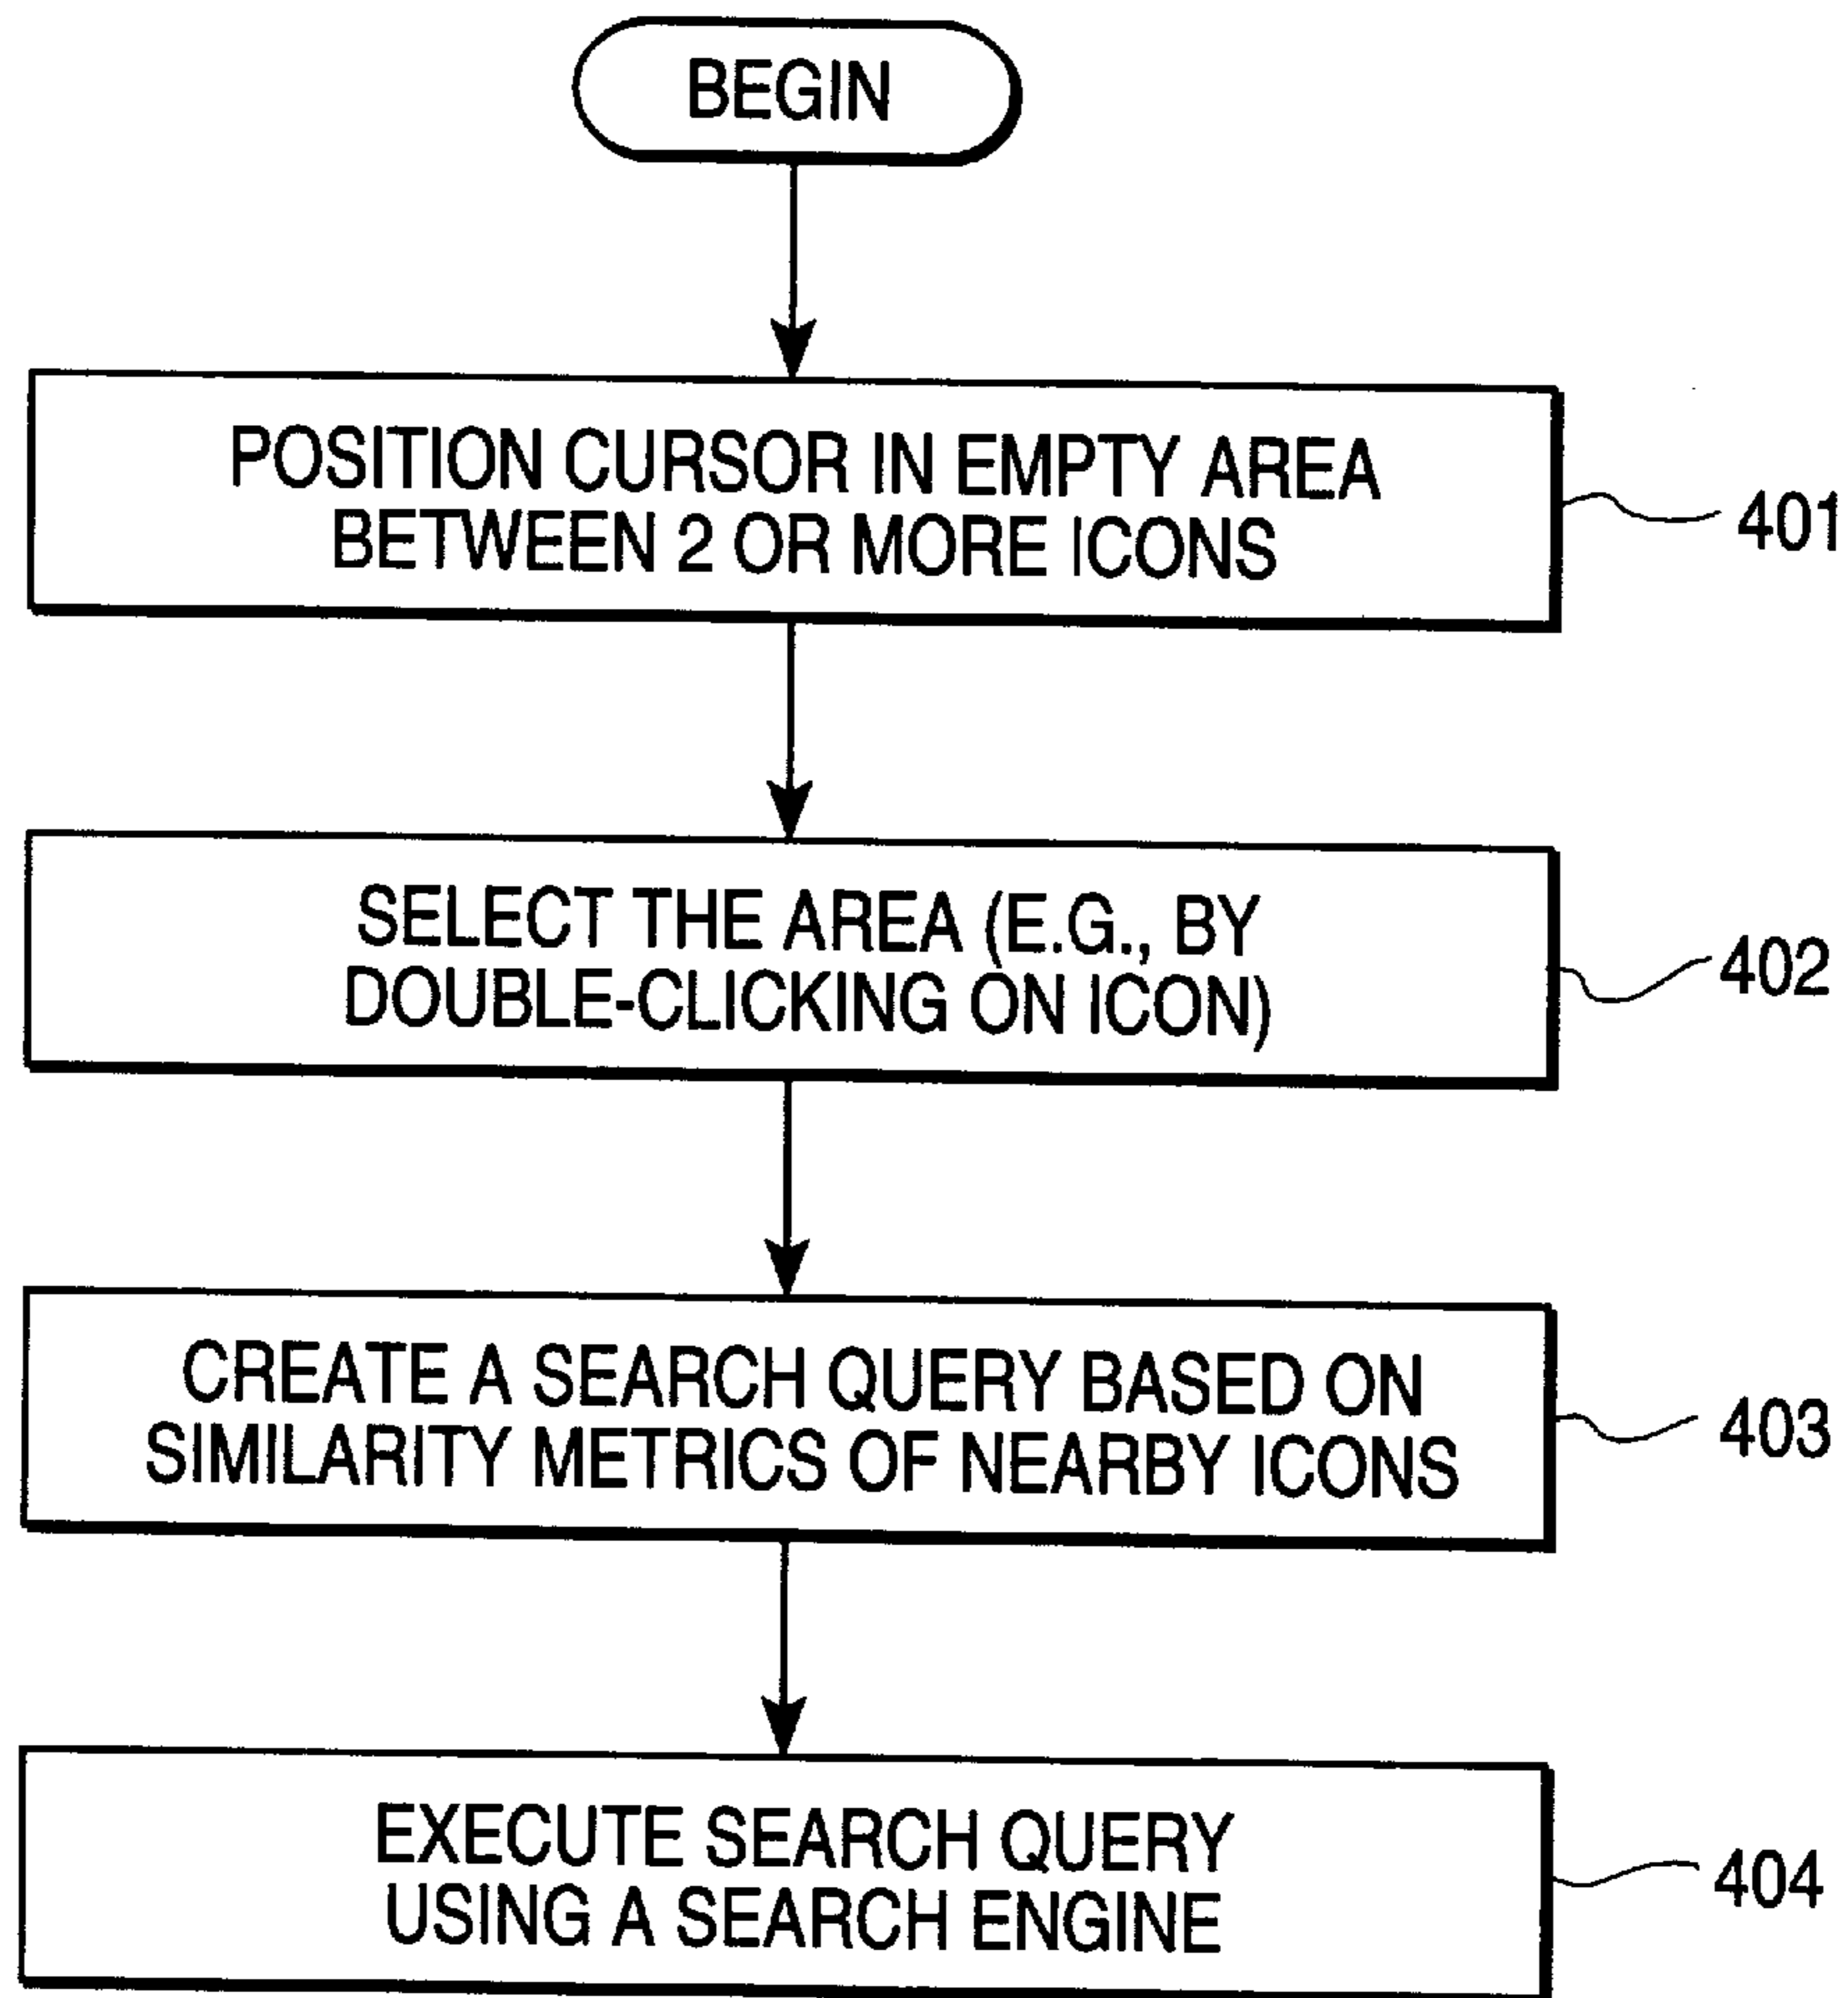 BEGIN
POSITION CURSOR IN EMPTY AREA
BETWEEN 2 OR MORE ICONS
401
SELECT THE AREA (E.G., BY
DOUBLE-CLICKING ON ICON)
402
CREATE A SEARCH QUERY BASED ON
SIMILARITY METRICS OF NEARBY ICONS
403
EXECUTE SEARCH QUERY
USING A SEARCH ENGINE
404